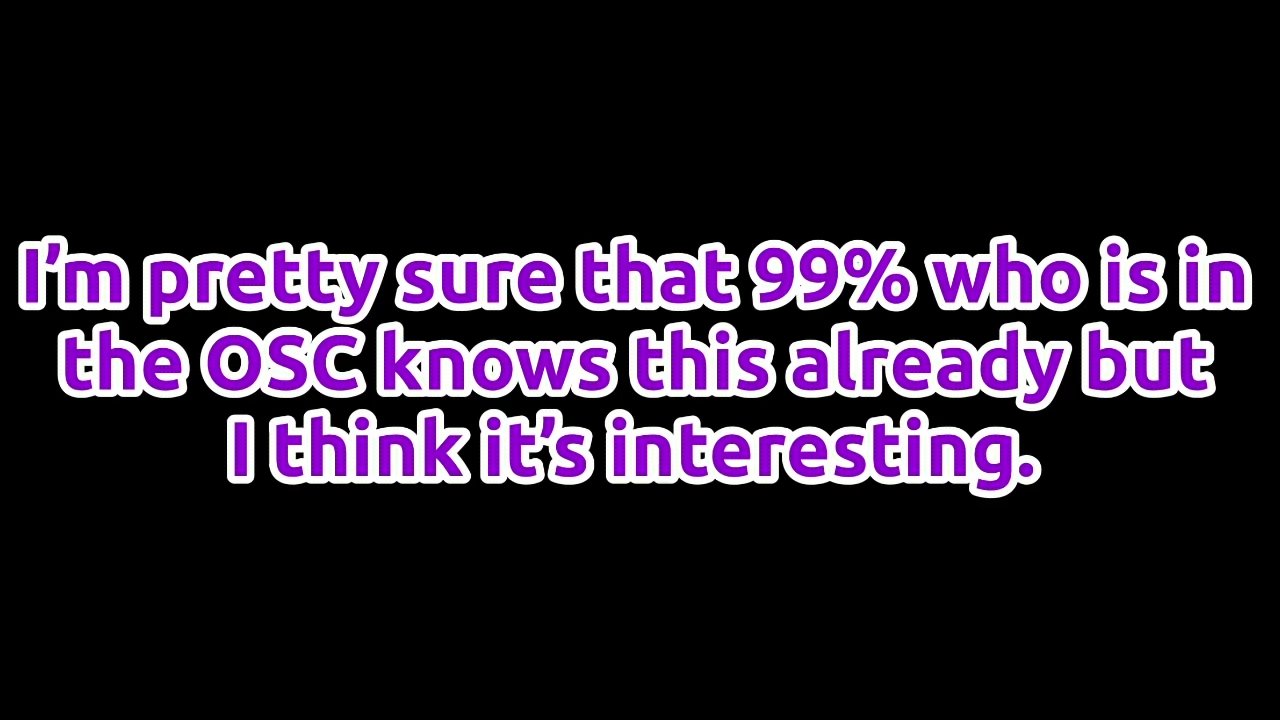 I’m pretty sure that 99% who is in
the OSC knows this already but
I think it’s interesting.